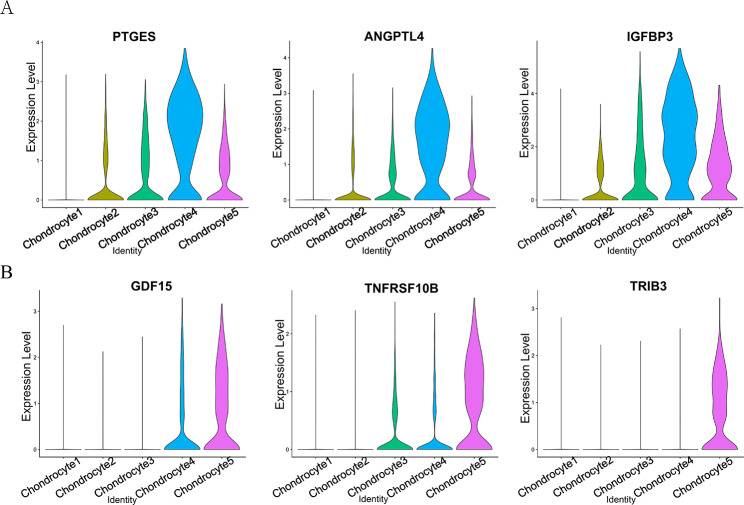 A
PTGES
ANGPTL4
IGFBP3
Expression Level
4
3
2
1
0
Expression Level
4
3
2
1
0
Expression Level
4
2
0
Chondrocyte1
Chondrocyte2
Chondrocyte3
Chondrocyte4
Chondrocyte5
Identity
Chondrocyte1
Chondrocyte2
Chondrocyte3
Chondrocyte4
Chondrocyte5
Identity
Chondrocyte1
Chondrocyte2
Chondrocyte3
Chondrocyte4
Chondrocyte5
Identity
B
GDF15
TNFRSF10B
TRIB3
Expression Level
3
2
1
0
Expression Level
2
1
0
Expression Level
3
2
1
0
Chondrocyte1
Chondrocyte2
Chondrocyte3
Chondrocyte4
Chondrocyte5
Identity
Chondrocyte1
Chondrocyte2
Chondrocyte3
Chondrocyte4
Chondrocyte5
Identity
Chondrocyte1
Chondrocyte2
Chondrocyte3
Chondrocyte4
Chondrocyte5
Identity